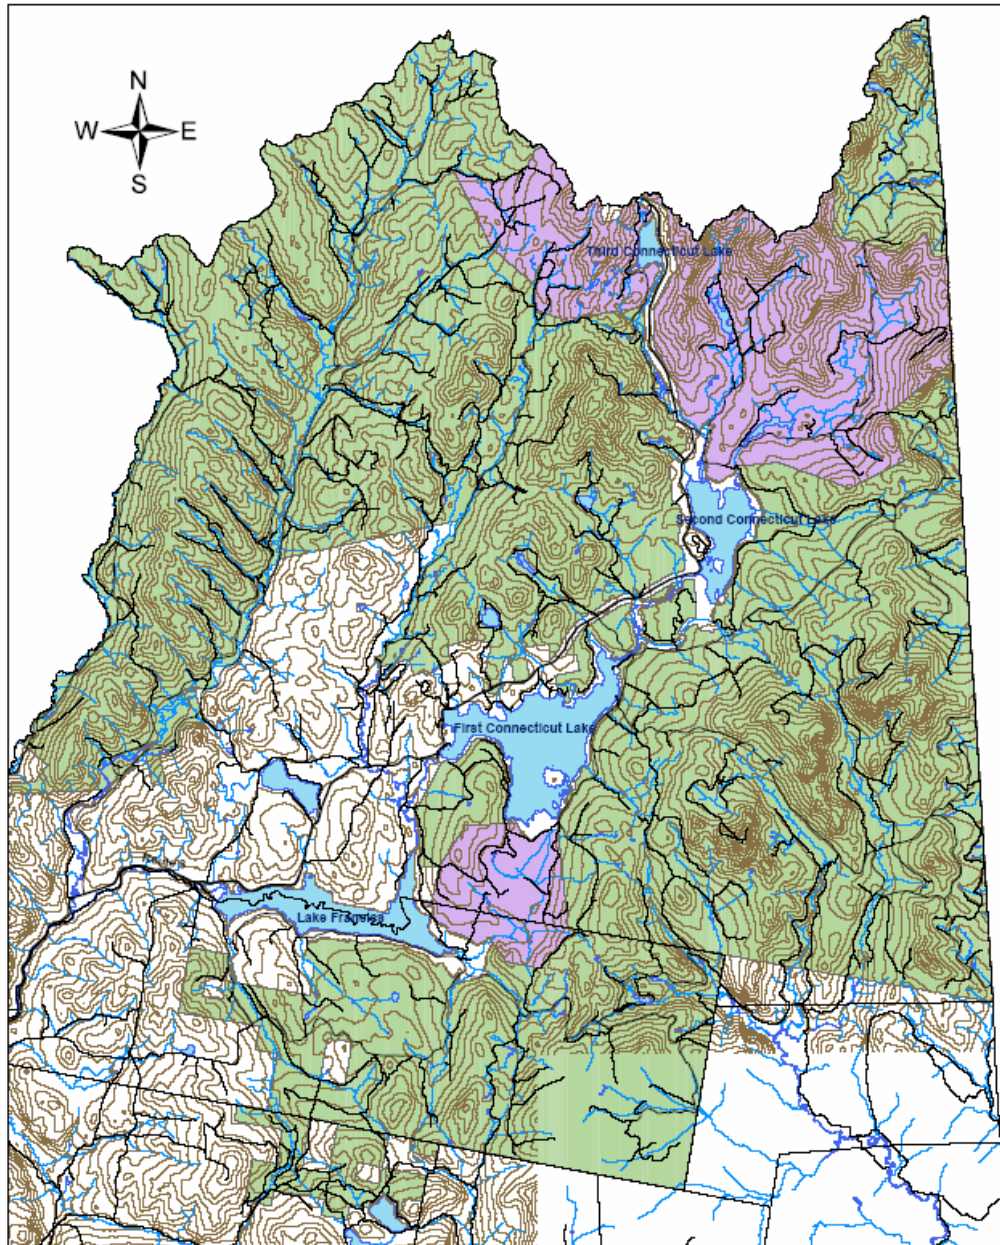 N
W E
S
Third Connecticut Lake
Second Connecticut Lake
First Connecticut Lake
Lake Francis